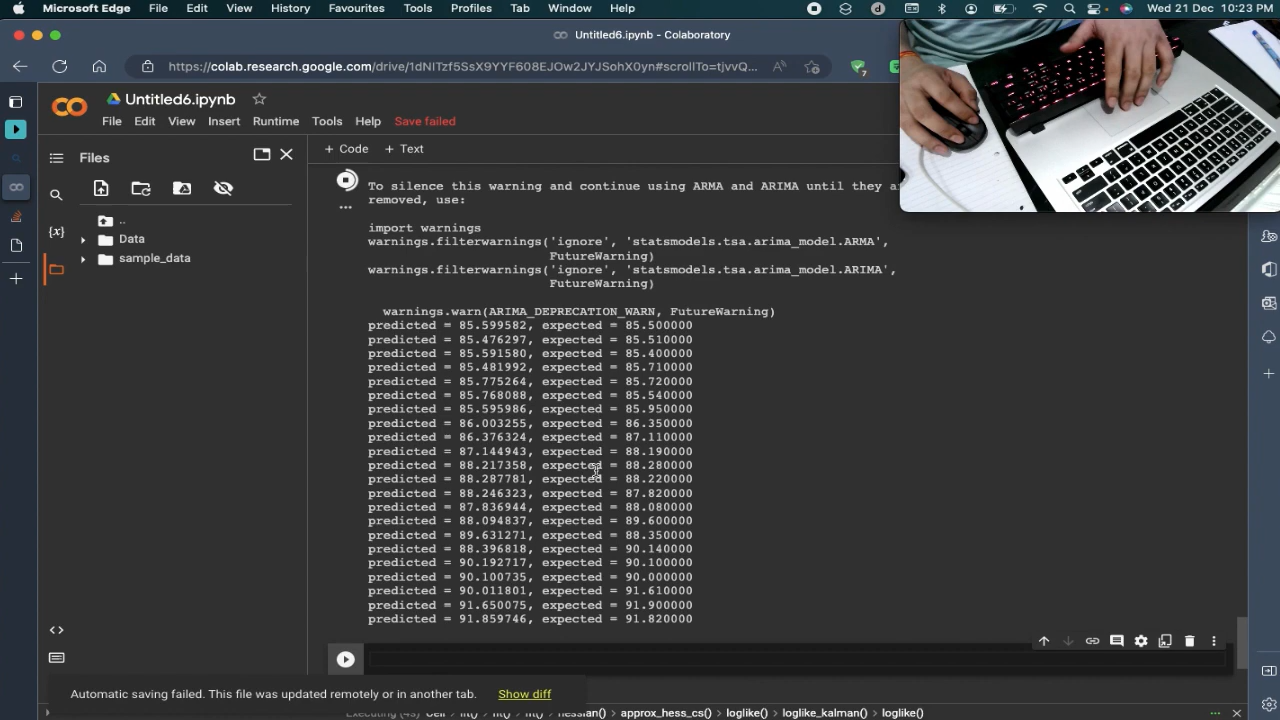 Microsoft Edge File Edit View History Favourites Tools Profiles Tab Window Help Wed 21 Dec 10:23 PM
Untitled6.ipynb - Colaboratory
https://colab.research.google.com/drive/1dNlTzf5SsX9YYF608EJOw2JYJSohX0yn#scrollTo=tjvvQ...
Untitled6.ipynb
File Edit View Insert Runtime Tools Help Save failed
Files
+ Code + Text
..
Data
sample_data
To silence this warning and continue using ARMA and ARIMA until they
removed, use:
import warnings
warnings.filterwarnings('ignore', 'statsmodels.tsa.arima_model.ARMA',
FutureWarning)
warnings.filterwarnings('ignore', 'statsmodels.tsa.arima_model.ARIMA',
FutureWarning)
warnings.warn(ARIMA_DEPRECATION_WARN, FutureWarning)
predicted = 85.599582, expected = 85.500000
predicted = 85.476297, expected = 85.510000
predicted = 85.591580, expected = 85.400000
predicted = 85.481992, expected = 85.710000
predicted = 85.775264, expected = 85.720000
predicted = 85.768088, expected = 85.540000
predicted = 85.595986, expected = 85.950000
predicted = 86.003255, expected = 86.350000
predicted = 86.376324, expected = 87.110000
predicted = 87.144943, expected = 88.190000
predicted = 88.217358, expected = 88.280000
predicted = 88.287781, expected = 88.220000
predicted = 88.246323, expected = 87.820000
predicted = 87.836944, expected = 88.080000
predicted = 88.094837, expected = 89.600000
predicted = 89.631271, expected = 88.350000
predicted = 88.396818, expected = 90.140000
predicted = 90.192717, expected = 90.100000
predicted = 90.100735, expected = 90.000000
predicted = 90.011801, expected = 91.610000
predicted = 91.650075, expected = 91.900000
predicted = 91.859746, expected = 91.820000
Automatic saving failed. This file was updated remotely or in another tab. Show diff
Executing (4s) Cell fit() fit() fit() hessian() approx_hess_cs() loglike() loglike_kalman() loglike()